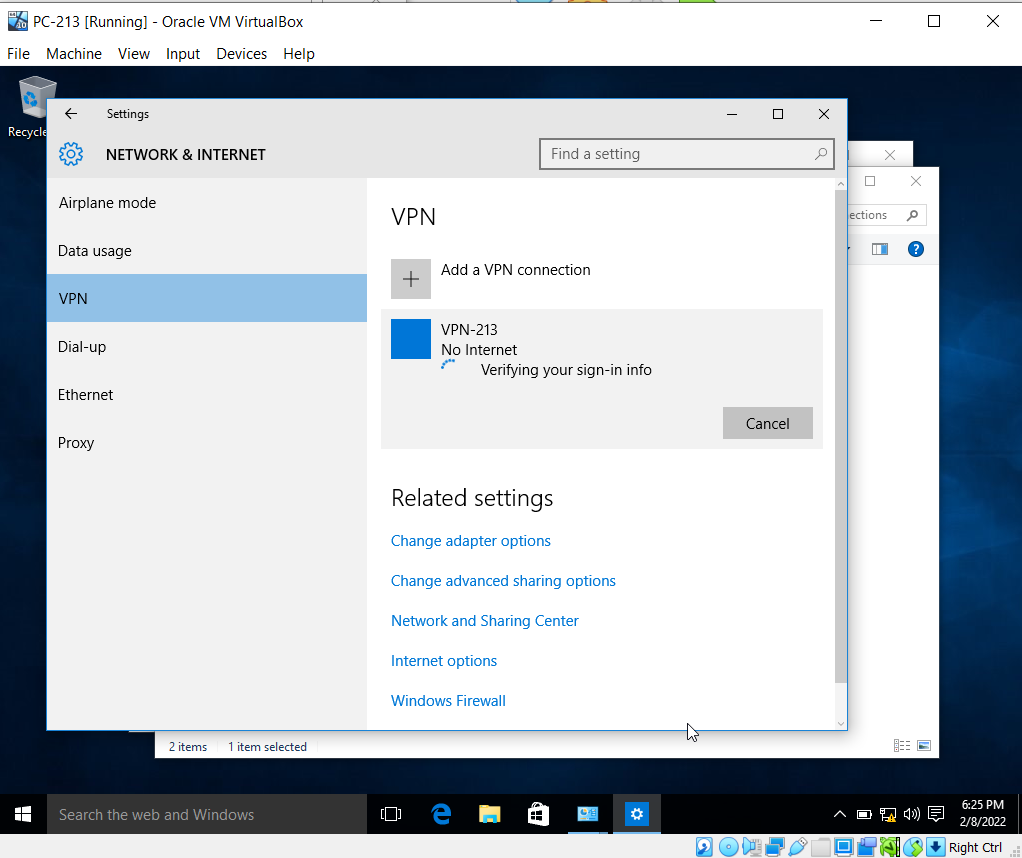 PC-213 [Running] - Oracle VM VirtualBox
File Machine View Input Devices Help
Recycle
Settings
NETWORK & INTERNET
Find a setting
Airplane mode
Data usage
VPN
Dial-up
Ethernet
Proxy
VPN
Add a VPN connection
VPN-213
No Internet
Verifying your sign-in info
Cancel
Related settings
Change adapter options
Change advanced sharing options
Network and Sharing Center
Internet options
Windows Firewall
ections
2 items 1 item selected
Search the web and Windows
6:25 PM
2/8/2022
Right Ctrl